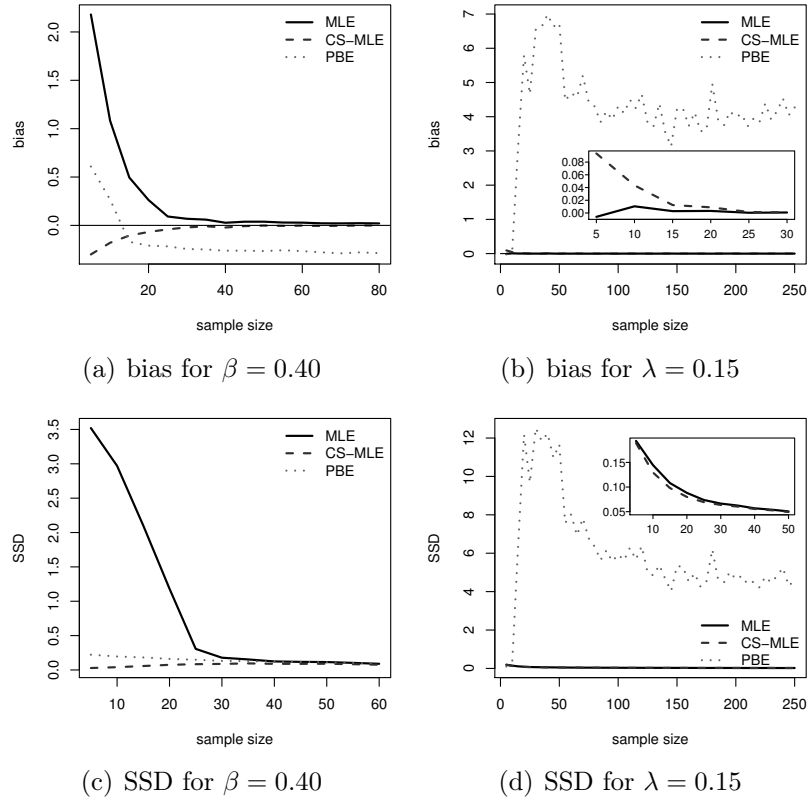 2.0
1.5
1.0
0.5
0.0
bias
MLE
CS−MLE
PBE
20 40 60 80
sample size
(a) bias for β = 0.40
7
6
5
4
3
2
1
0
bias
MLE
CS−MLE
PBE
0.08
0.06
0.04
0.02
0.00
5 10 15 20 25 30
0 50 100 150 200 250
sample size
(b) bias for λ = 0.15
3.5
3.0
2.5
2.0
1.5
1.0
0.5
0.0
SSD
MLE
CS−MLE
PBE
10 20 30 40 50 60
sample size
(c) SSD for β = 0.40
12
10
8
6
4
2
0
SSD
0.15
0.10
0.05
10 20 30 40 50
MLE
CS−MLE
PBE
0 50 100 150 200 250
sample size
(d) SSD for λ = 0.15